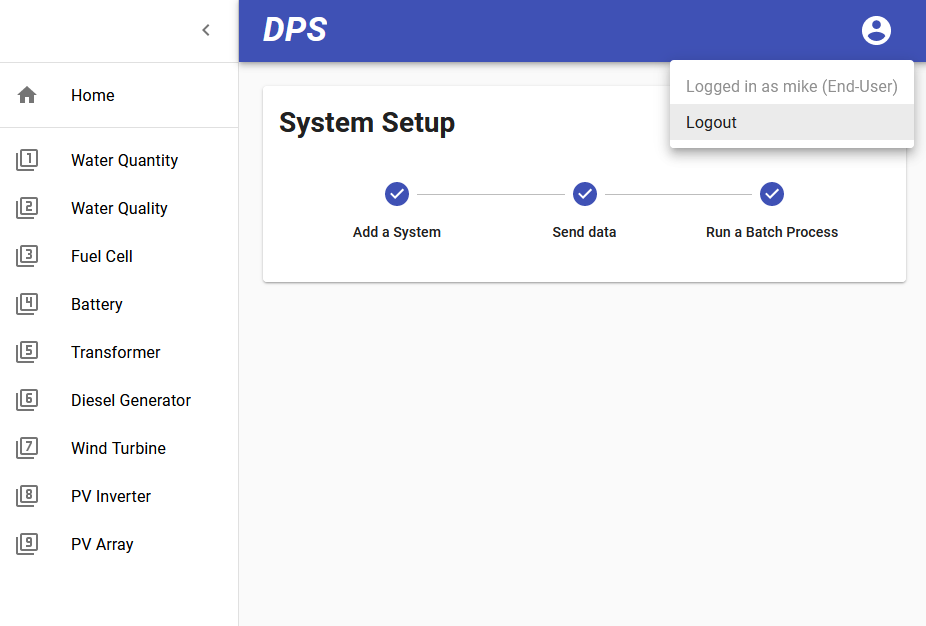 DPS
Home
1 Water Quantity
2 Water Quality
3 Fuel Cell
4 Battery
5 Transformer
6 Diesel Generator
7 Wind Turbine
8 PV Inverter
9 PV Array
Logged in as mike (End-User)
Logout
System Setup
Add a System
Send data
Run a Batch Process